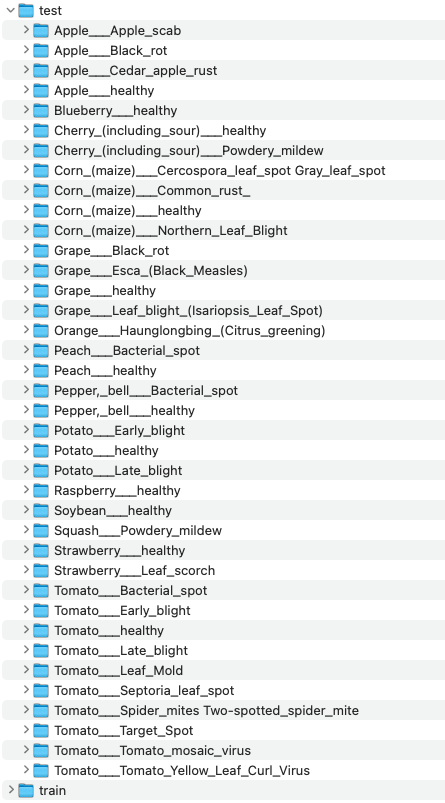 test
Apple___Apple_scab
Apple___Black_rot
Apple___Cedar_apple_rust
Apple___healthy
Blueberry___healthy
Cherry_(including_sour)___healthy
Cherry_(including_sour)___Powdery_mildew
Corn_(maize)___Cercospora_leaf_spot Gray_leaf_spot
Corn_(maize)___Common_rust_
Corn_(maize)___healthy
Corn_(maize)___Northern_Leaf_Blight
Grape___Black_rot
Grape___Esca_(Black_Measles)
Grape___healthy
Grape___Leaf_blight_(Isariopsis_Leaf_Spot)
Orange___Haunglongbing_(Citrus_greening)
Peach___Bacterial_spot
Peach___healthy
Pepper,_bell___Bacterial_spot
Pepper,_bell___healthy
Potato___Early_blight
Potato___healthy
Potato___Late_blight
Raspberry___healthy
Soybean___healthy
Squash___Powdery_mildew
Strawberry___healthy
Strawberry___Leaf_scorch
Tomato___Bacterial_spot
Tomato___Early_blight
Tomato___healthy
Tomato___Late_blight
Tomato___Leaf_Mold
Tomato___Septoria_leaf_spot
Tomato___Spider_mites Two-spotted_spider_mite
Tomato___Target_Spot
Tomato___Tomato_mosaic_virus
Tomato___Tomato_Yellow_Leaf_Curl_Virus
train